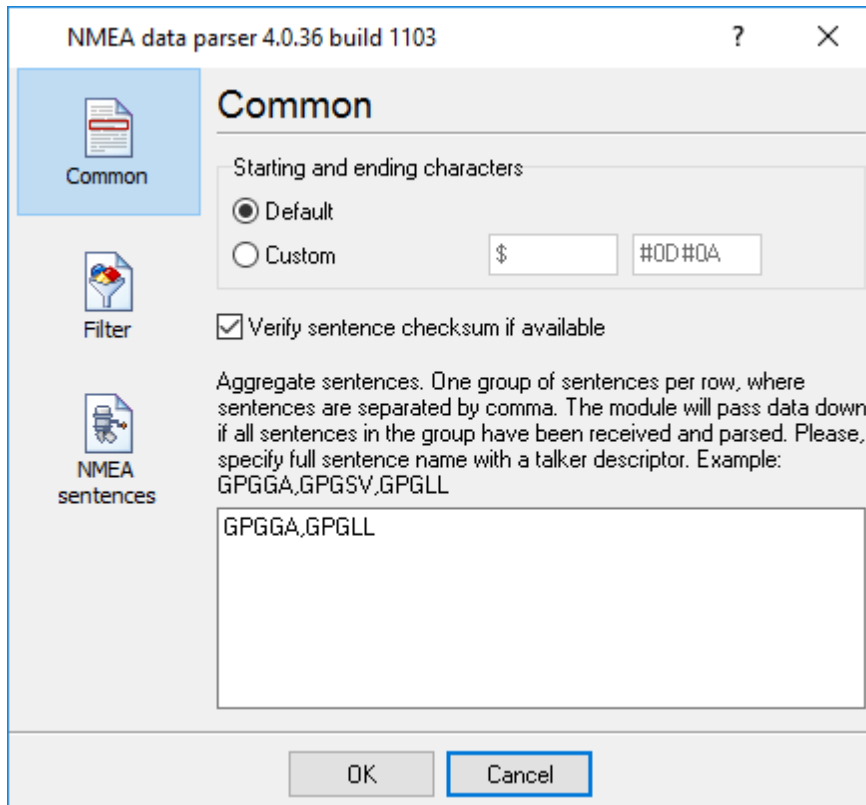 NMEA data parser 4.0.36 build 1103
?
Common
Filter
NMEA
sentences
Common
Starting and ending characters
Default
Custom
$
#0D#0A
Verify sentence checksum if available
Aggregate sentences. One group of sentences per row, where
sentences are separated by comma. The module will pass data down
if all sentences in the group have been received and parsed. Please,
specify full sentence name with a talker descriptor. Example:
GPGGA,GPGSV,GPGLL
GPGGA,GPGLL
OK
Cancel